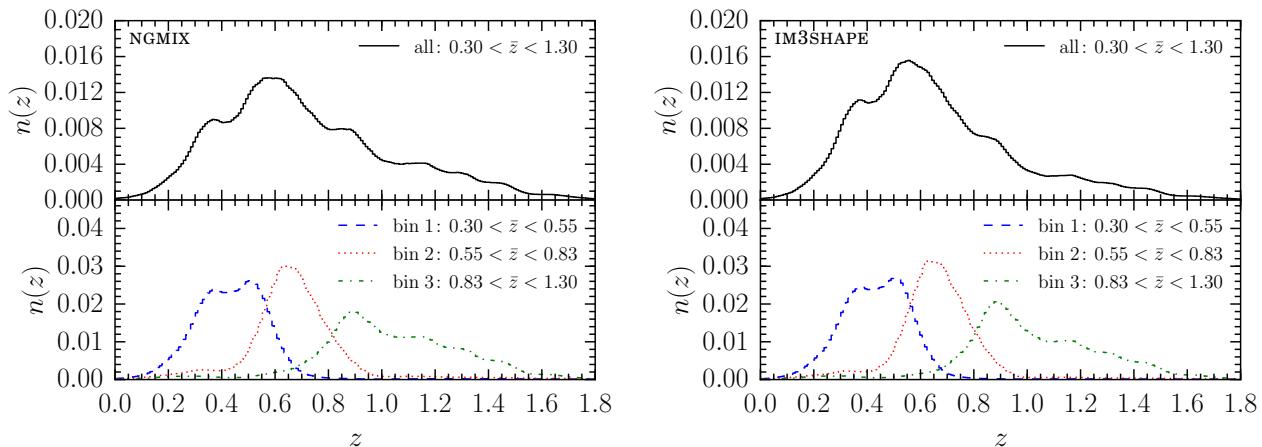 NGMIX
all: 0.30 < z̄ < 1.30
0.020
0.016
0.012
0.008
0.004
0.000
n(z)
bin 1: 0.30 < z̄ < 0.55
bin 2: 0.55 < z̄ < 0.83
bin 3: 0.83 < z̄ < 1.30
0.04
0.03
0.02
0.01
0.00
n(z)
0.0 0.2 0.4 0.6 0.8 1.0 1.2 1.4 1.6 1.8
z
IM3SHAPE
all: 0.30 < z̄ < 1.30
0.020
0.016
0.012
0.008
0.004
0.000
n(z)
bin 1: 0.30 < z̄ < 0.55
bin 2: 0.55 < z̄ < 0.83
bin 3: 0.83 < z̄ < 1.30
0.04
0.03
0.02
0.01
0.00
n(z)
0.0 0.2 0.4 0.6 0.8 1.0 1.2 1.4 1.6 1.8
z